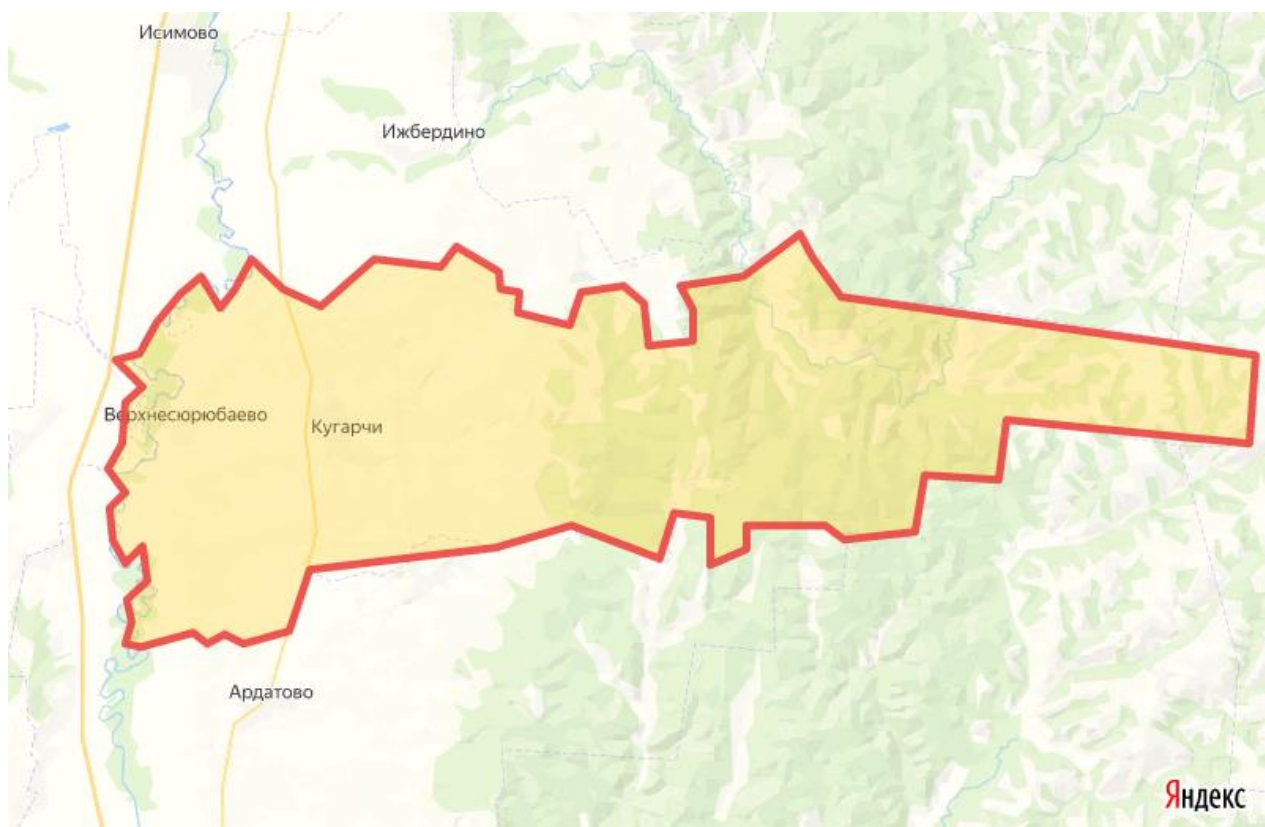 Исимово
Ижбердино
Верхнесюрюбаево
Кугарчи
Ардатово
Яндекс